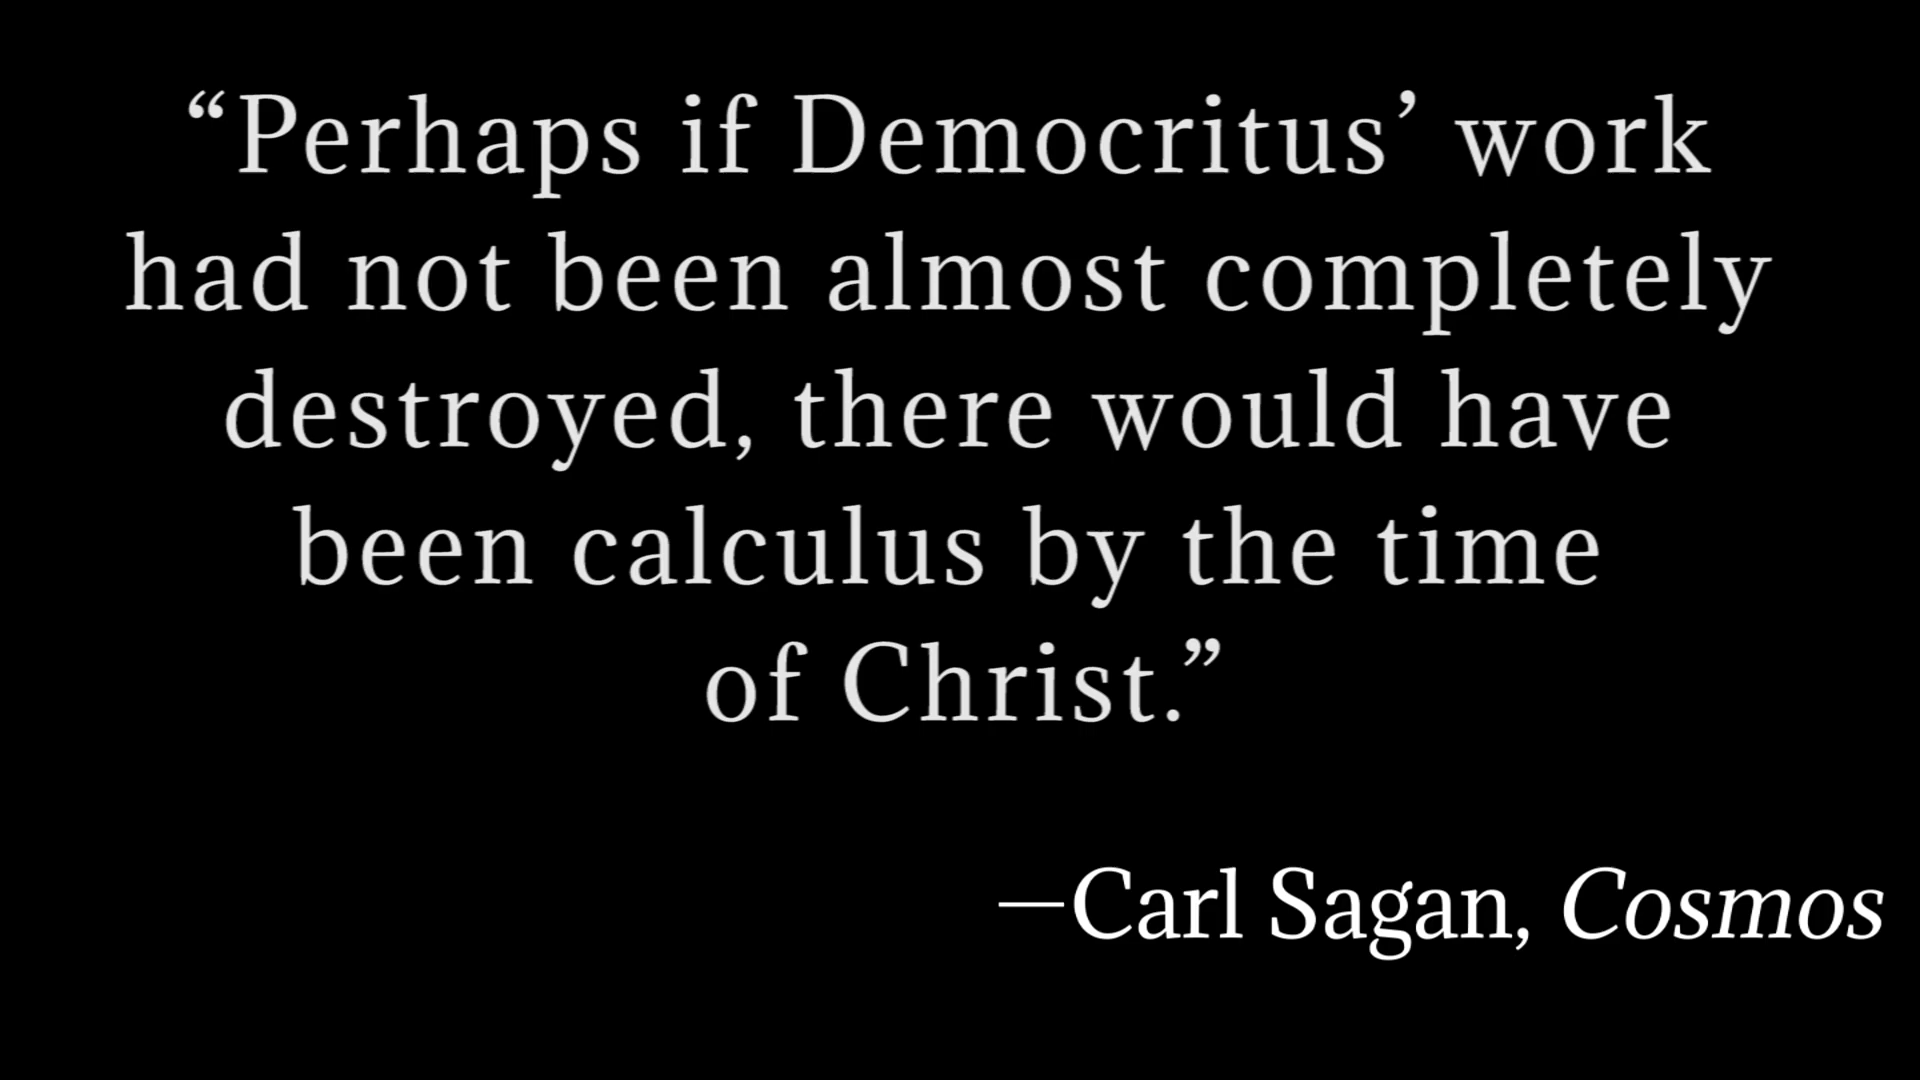 “Perhaps if Democritus’ work
had not been almost completely
destroyed, there would have
been calculus by the time
of Christ.”
—Carl Sagan, Cosmos